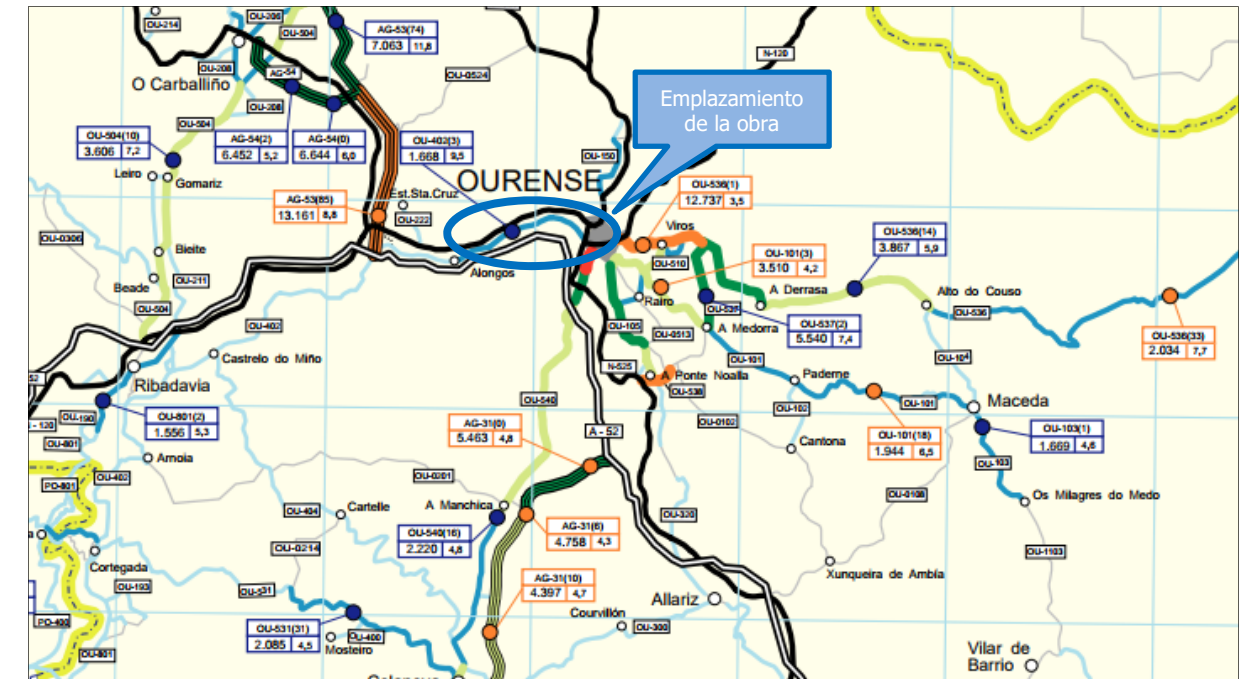 OU-214
OU-206
OU-504
AG-53(74)
7.063 11,8
N-120
OU-208
AG-54
O Carballiño
OU-0524
OU-208
OU-504
Emplazamiento
de la obra
OU-504(10)
3.606 7,2
AG-54(2)
6.452 5,2
AG-54(0)
6.644 6,0
OU-402(3)
1.668 9,5
OU-150
Leiro
Gomariz
OURENSE
Est.Sta.Cruz
AG-53(85)
13.161 8,8
OU-222
OU-536(1)
12.737 3,5
Viros
OU-0306
Bieite
OU-536(14)
3.867 5,9
OU-101(3)
3.510 4,2
OU-510
Alongos
OU-211
Beade
OU-504
Rairo
A Derrasa
Alto do Couso
OU-536
OU-402
OU-105
OU-0513
A Medorra
OU-537(2)
5.540 7,4
OU-536(33)
2.034 7,7
Castrelo do Miño
OU-101
OU-104
N-525
A Ponte Noalla
Paderne
52
Ribadavia
OU-538
OU-540
OU-101
Maceda
OU-801(2)
1.556 5,3
OU-190
- 120
OU-801
AG-31(0)
5.463 4,8
A - 52
OU-0102
OU-102
Cantona
OU-101(18)
1.944 6,5
OU-103(1)
1.669 4,6
Arnoia
OU-402
PO-801
OU-0201
OU-103
OU-0108
Os Milagres do Medo
OU-404
Cartelle
A Manchica
OU-320
OU-540(16)
2.220 4,8
AG-31(6)
4.758 4,3
OU-0214
OU-1103
Cortegada
OU-193
OU-531
AG-31(10)
4.397 4,7
Xunqueira de Ambía
Allariz
Courvillón
OU-300
PO-400
OU-531(31)
2.085 4,5
OU-400
Mosteiro
OU-801
Vilar de
Barrio